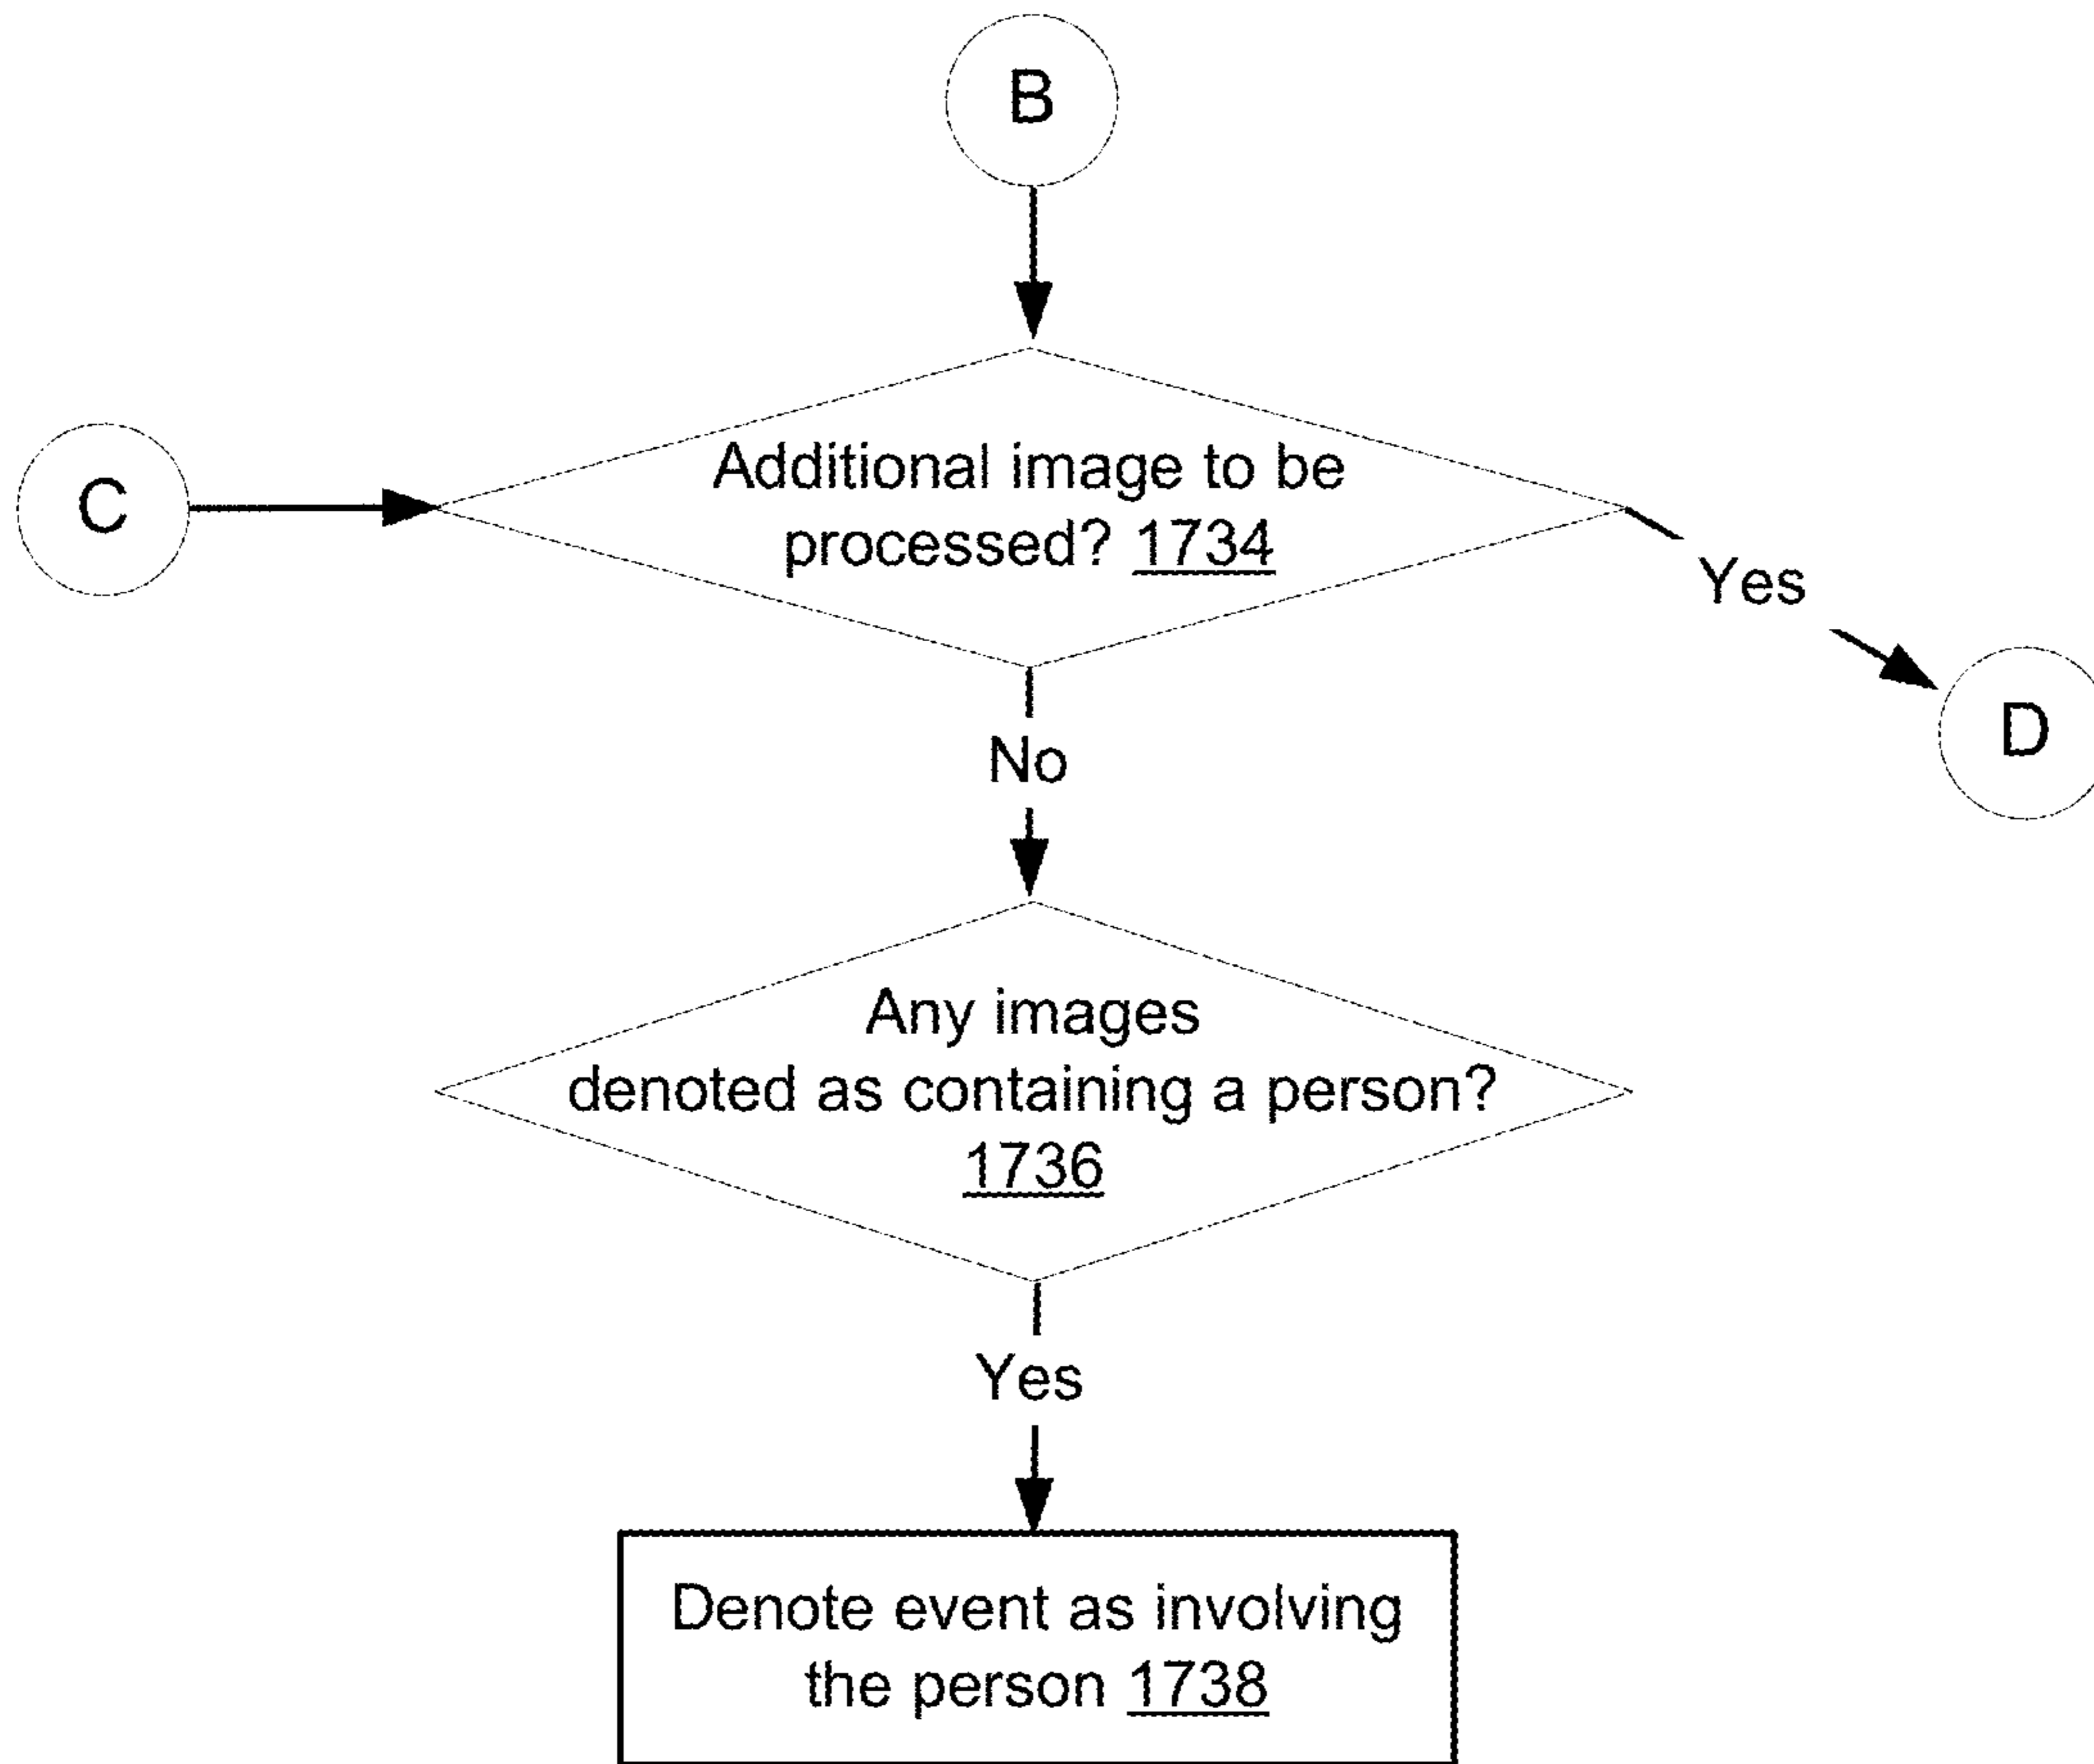 B
C
Additional image to be
processed? 1734
Yes
D
No
Any images
denoted as containing a person?
1736
Yes
Denote event as involving
the person 1738